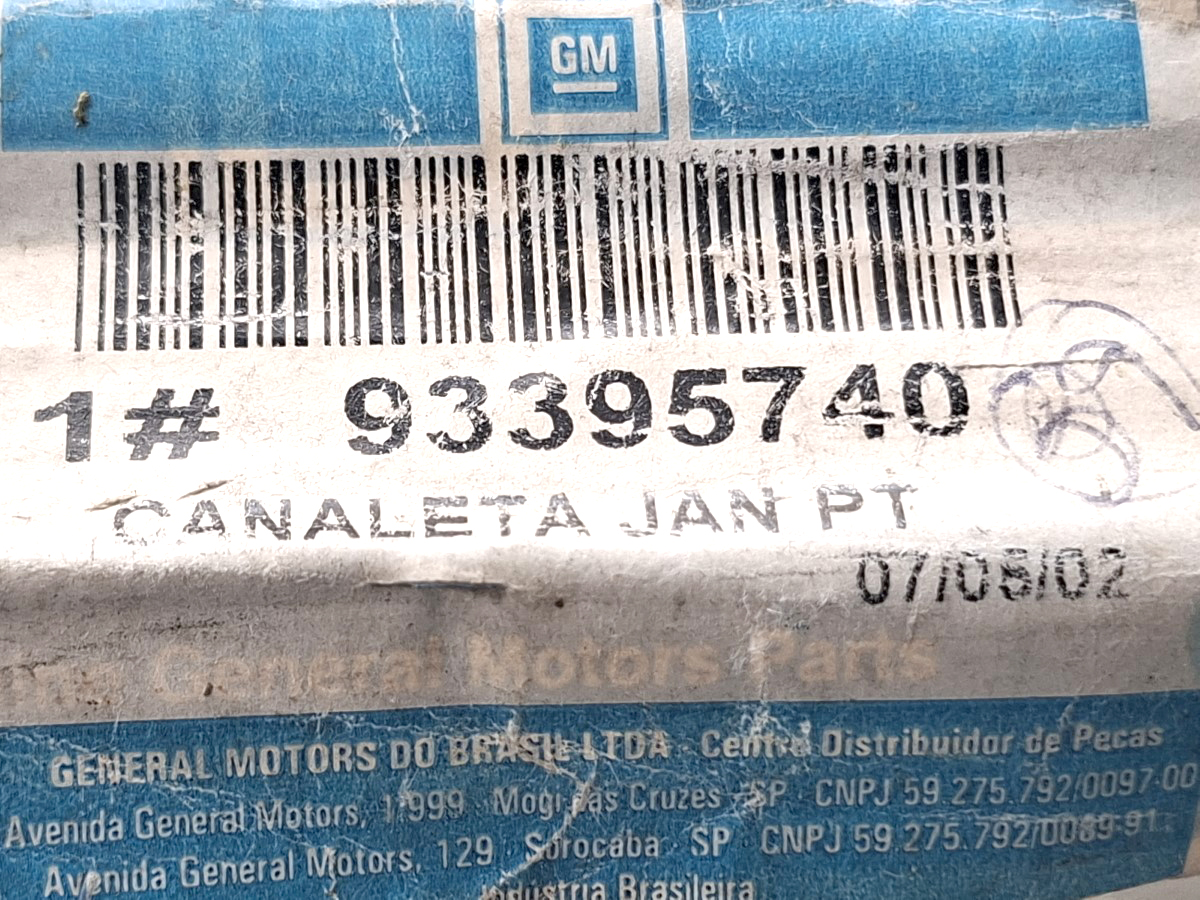 GM
1# 93395740
CANALETA JAN PT
07/08/02
General Motors Parts
GENERAL MOTORS DO BRASIL LTDA · Centro Distribuidor de Peças
Avenida General Motors, 1.999 · Mogi das Cruzes - SP · CNPJ 59.275.792/0097-00
Avenida General Motors, 129 · Sorocaba · SP · CNPJ 59.275.792/0089-91
Indústria Brasileira